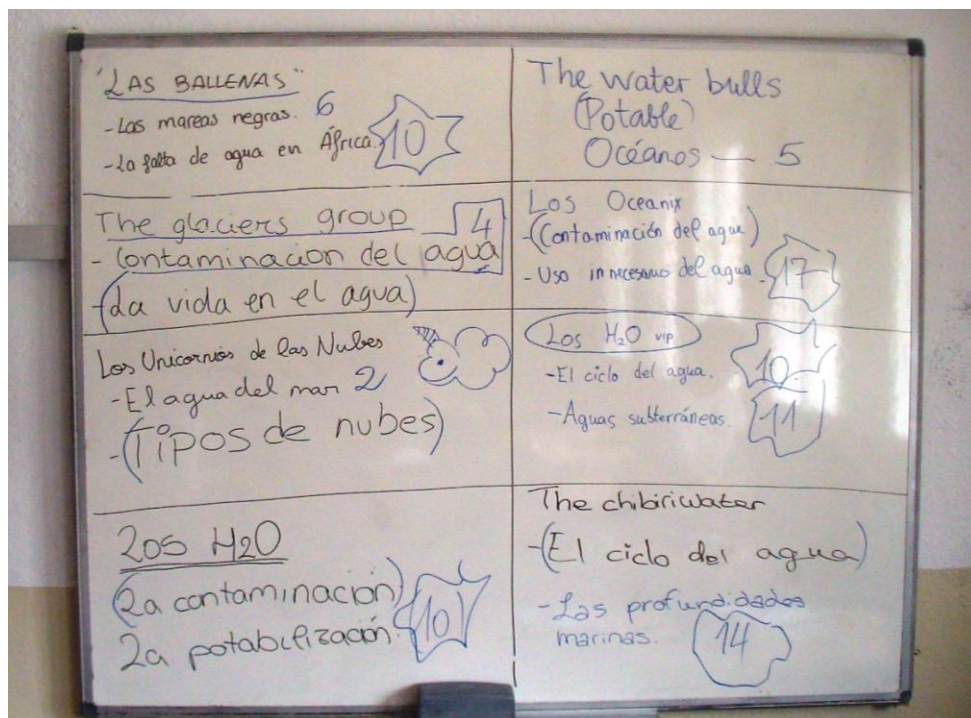 "LAS BALLENAS"
- Las mareas negras. 6
- La falta de agua en África. 10
The glaciers group 4
- Contaminación del agua
- (La vida en el agua)
Los Unicornios de las Nubes
- El agua del mar 2
- (Tipos de nubes)
Los H2O
(La contaminación)
La potabilización. 10
The water bulls
(Potable)
Océanos — 5
Los Oceanix
- (Contaminación del agua)
- Uso innecesario del agua. 17
Los H2O vip
- El ciclo del agua. 10
- Aguas subterráneas. 11
The chibiriwater
- (El ciclo del agua)
- Las profundidades
marinas. 14